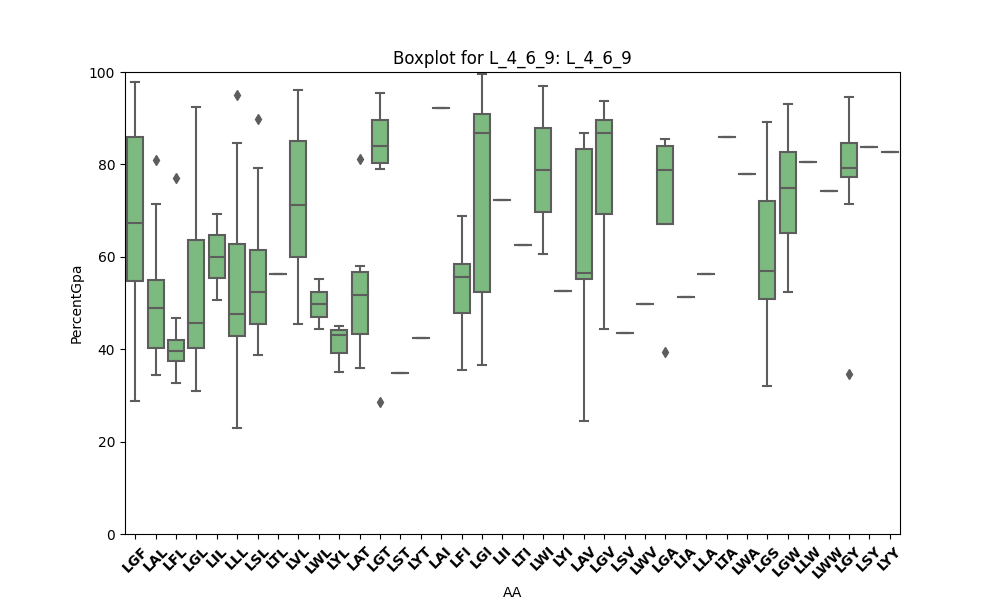 Boxplot for L_4_6_9: L_4_6_9
100
80
60
40
20
0
PercentGpa
LGF LAL LFL LGL LIL LLL LSL LTL LVL LWL LYL LAT LGT LST LYT LAI LFI LGI LII LTI LWI LYI LAV LGV LSV LWV LGA LIA LLA LTA LWA LGS LGW LLW LWW LGY LSY LYY
AA